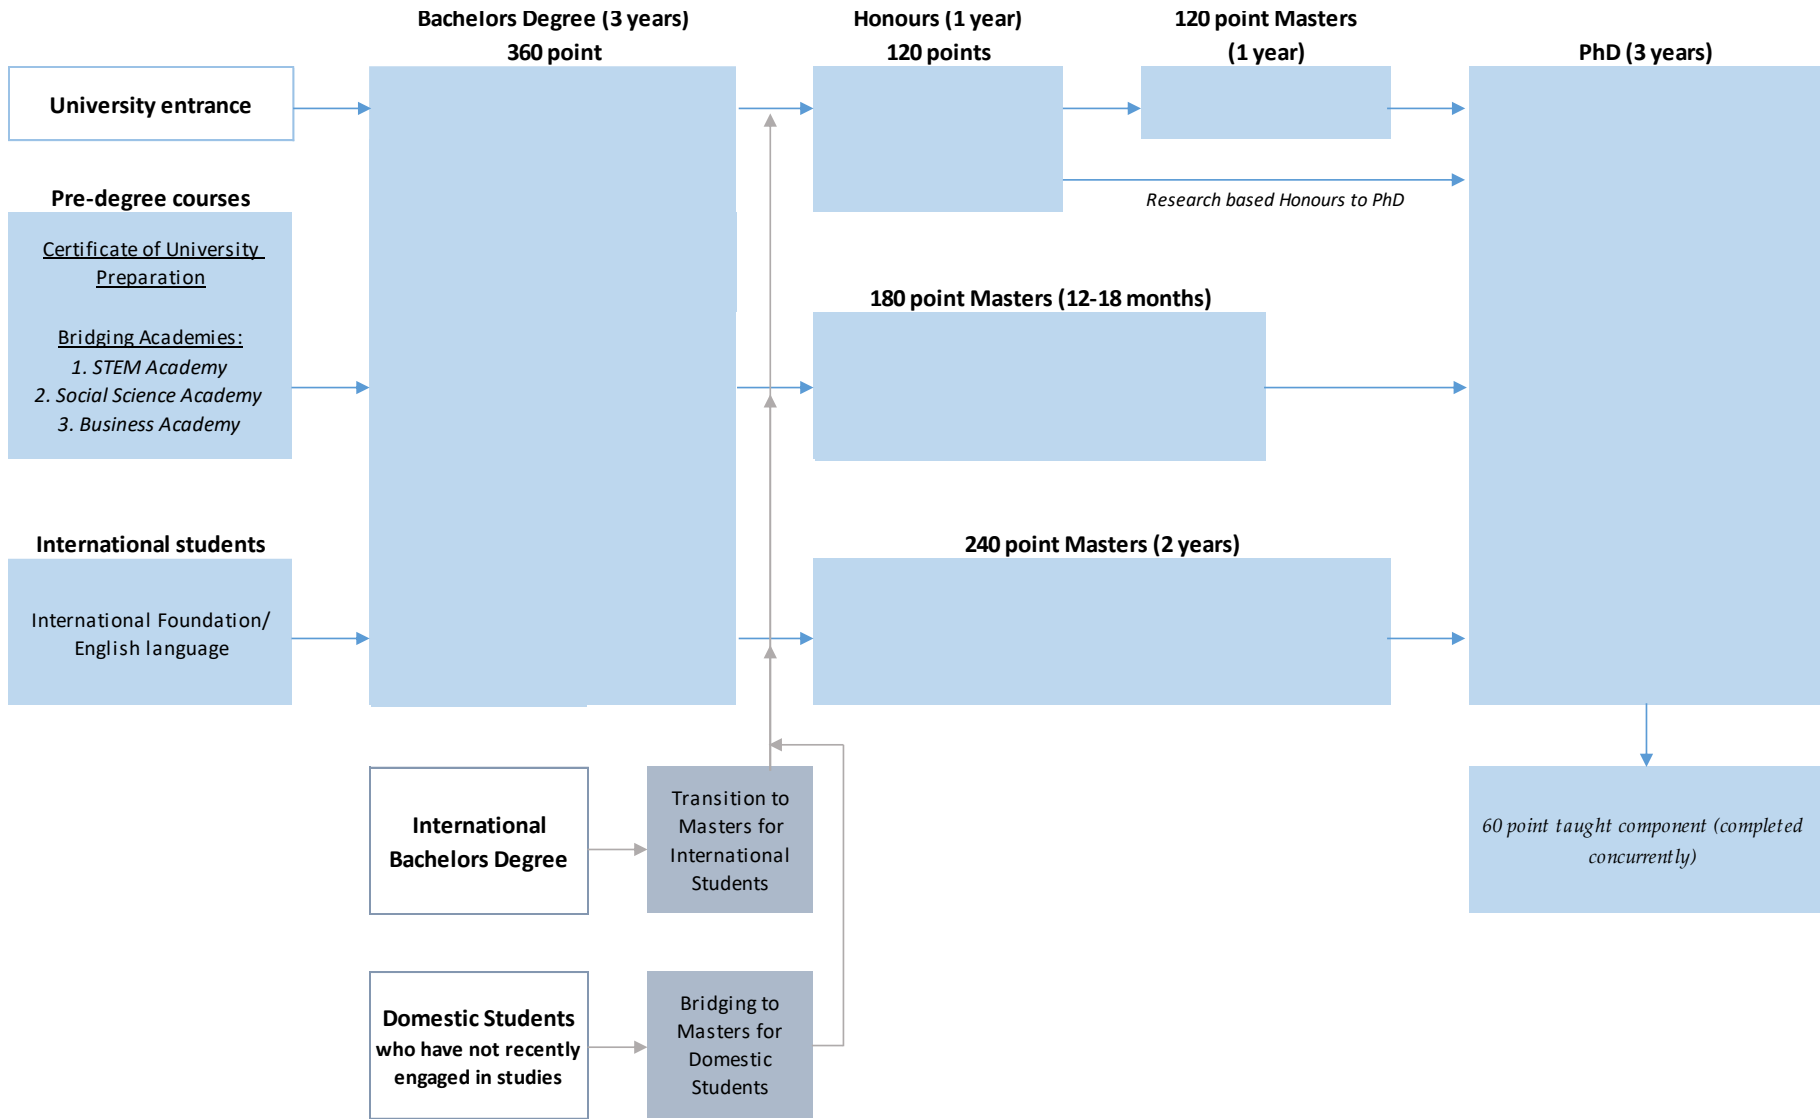 Bachelors Degree (3 years)
360 point
Honours (1 year)
120 points
120 point Masters
(1 year)
PhD (3 years)
University entrance
Research based Honours to PhD
Pre-degree courses
Certificate of University
Preparation
Bridging Academies:
1. STEM Academy
2. Social Science Academy
3. Business Academy
180 point Masters (12-18 months)
International students
International Foundation/
English language
240 point Masters (2 years)
International
Bachelors Degree
Transition to
Masters for
International
Students
60 point taught component (completed
concurrently)
Domestic Students
who have not recently
engaged in studies
Bridging to
Masters for
Domestic
Students